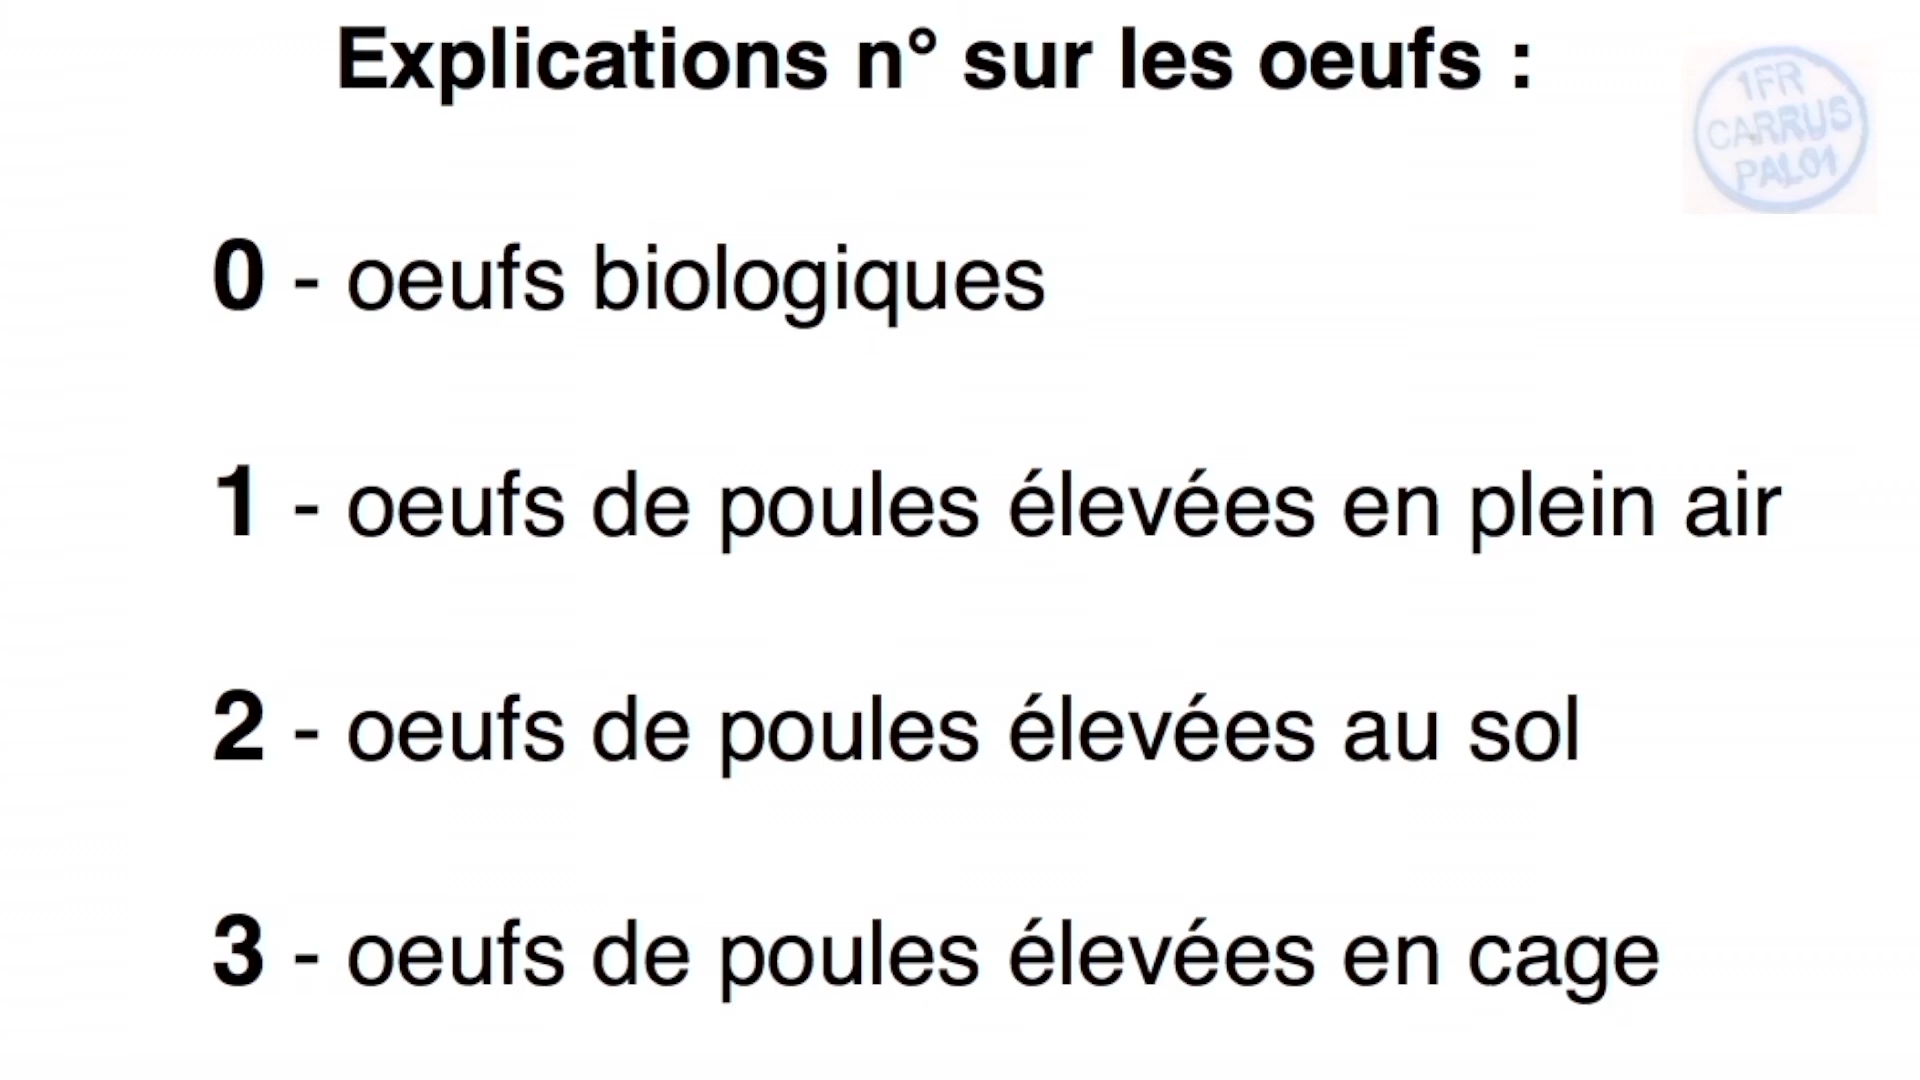 Explications n° sur les oeufs :
1FR
CARRUS
PAL01
0 - oeufs biologiques
1 - oeufs de poules élevées en plein air
2 - oeufs de poules élevées au sol
3 - oeufs de poules élevées en cage